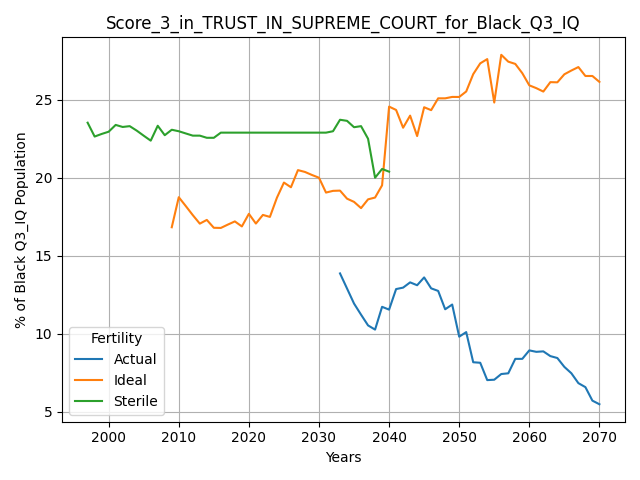 Score_3_in_TRUST_IN_SUPREME_COURT_for_Black_Q3_IQ
% of Black Q3_IQ Population
25
20
15
10
5
Fertility
Actual
Ideal
Sterile
2000 2010 2020 2030 2040 2050 2060 2070
Years